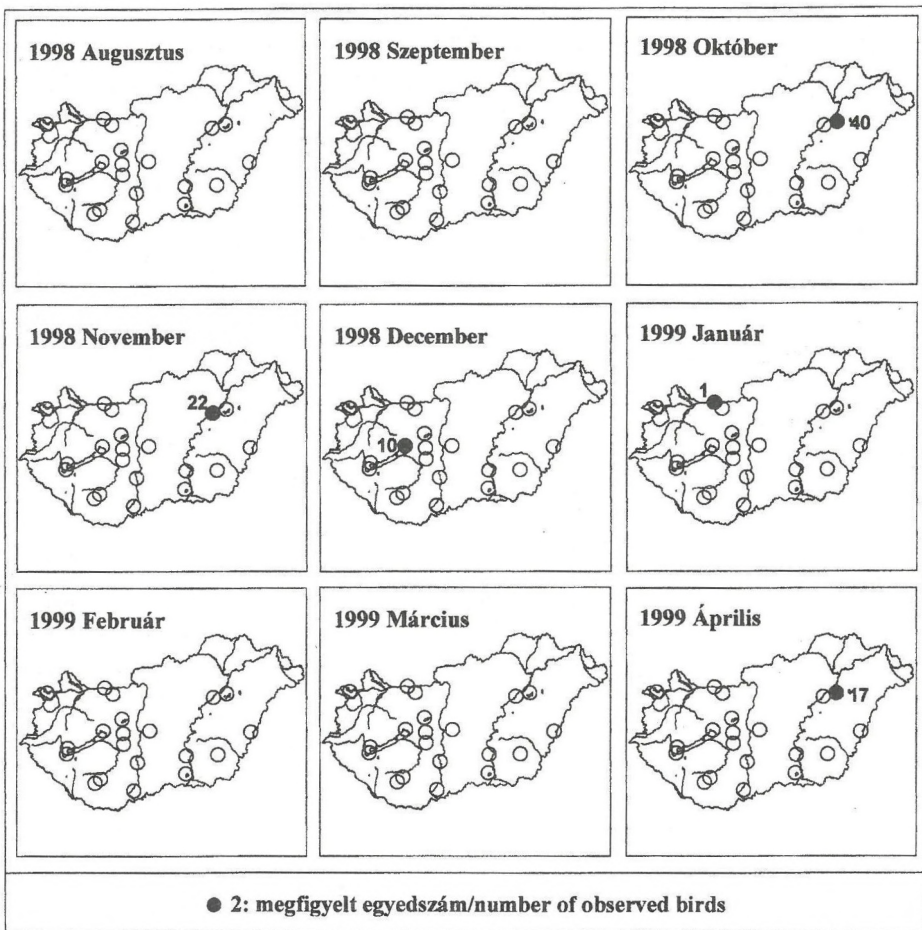 1998 Augusztus
1998 Szeptember
1998 Október
40
1998 November
22
1998 December
10
1999 Január
1
1999 Február
1999 Március
1999 Április
17
● 2: megfigyelt egyedszám/number of observed birds